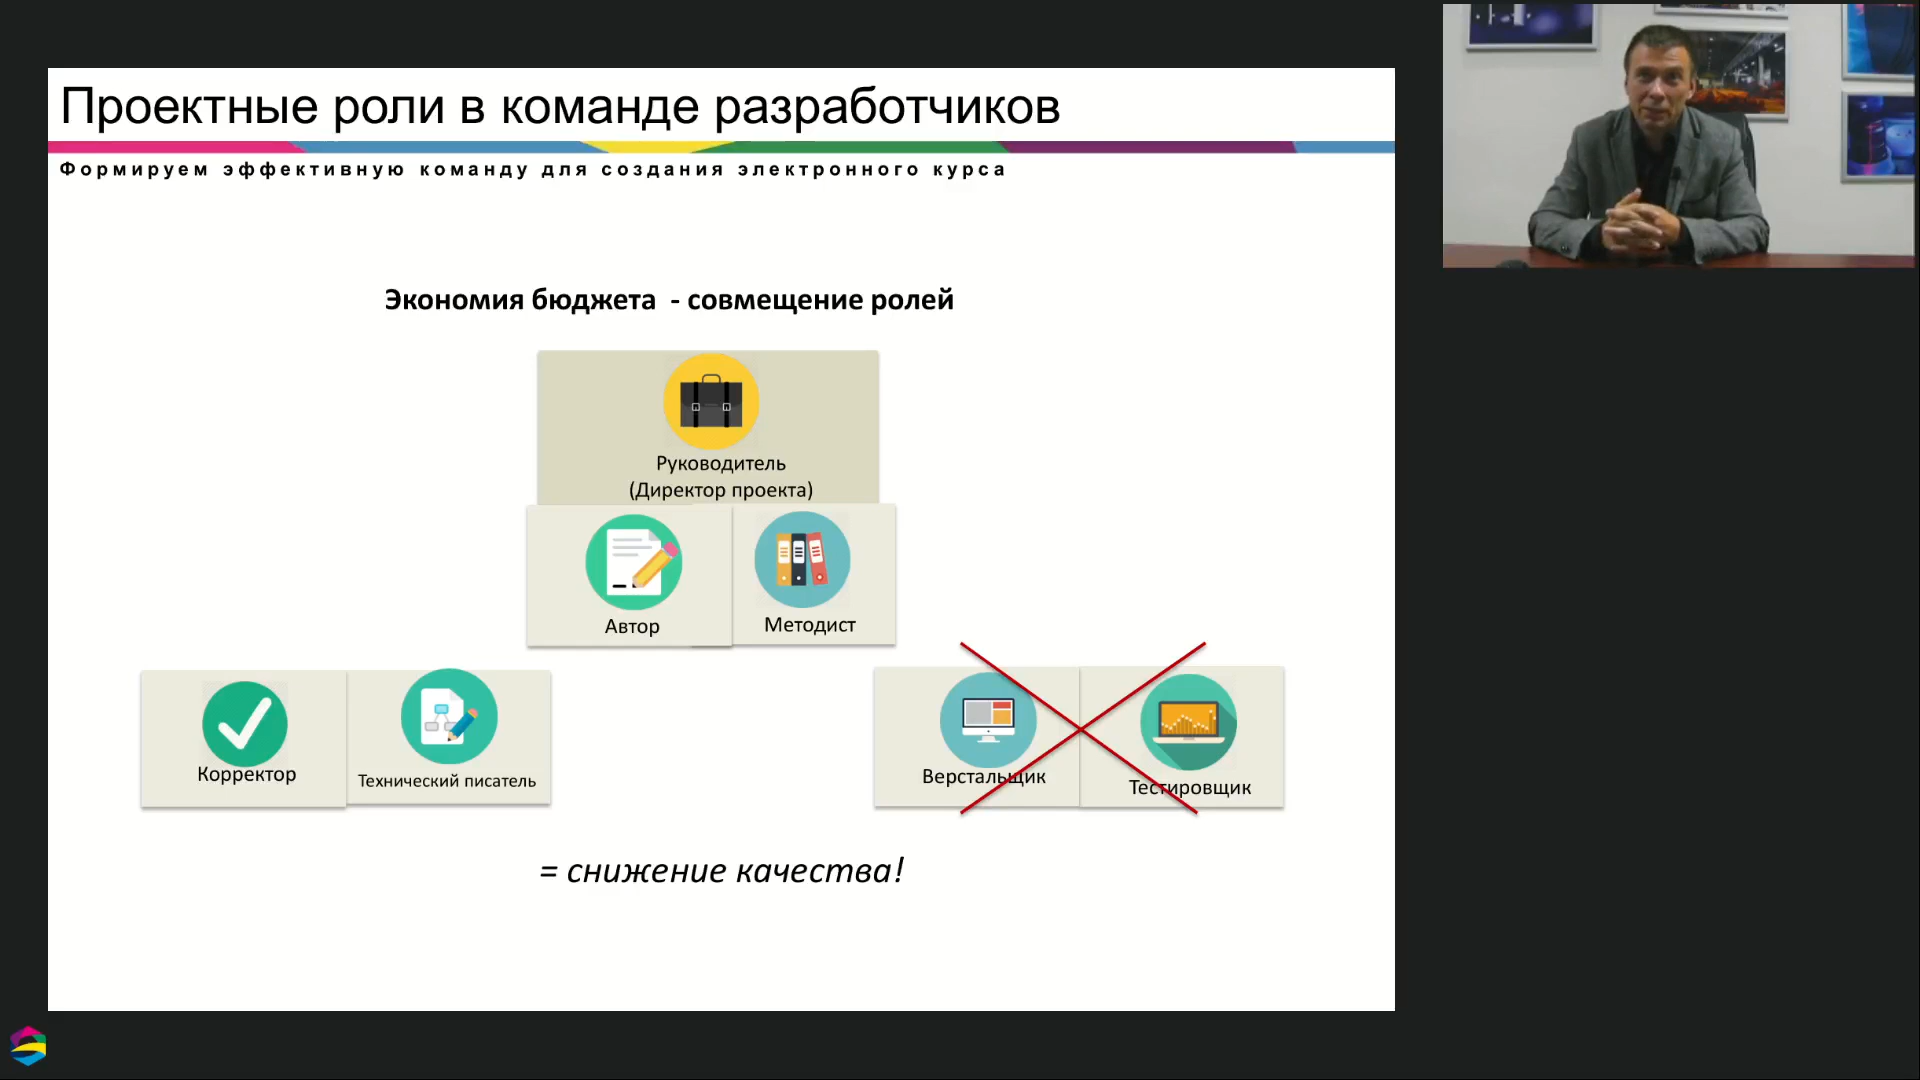 Проектные роли в команде разработчиков
Формируем эффективную команду для создания электронного курса
Экономия бюджета - совмещение ролей
Руководитель
(Директор проекта)
Автор
Методист
Корректор
Технический писатель
Верстальщик
Тестировщик
= снижение качества!